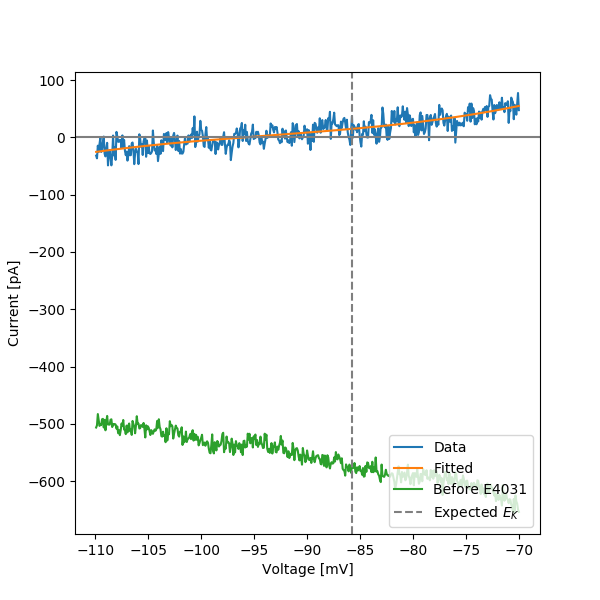 100
0
−100
−200
−300
−400
−500
−600
Current [pA]
Data
Fitted
Before E4031
Expected E_K
−110 −105 −100 −95 −90 −85 −80 −75 −70
Voltage [mV]